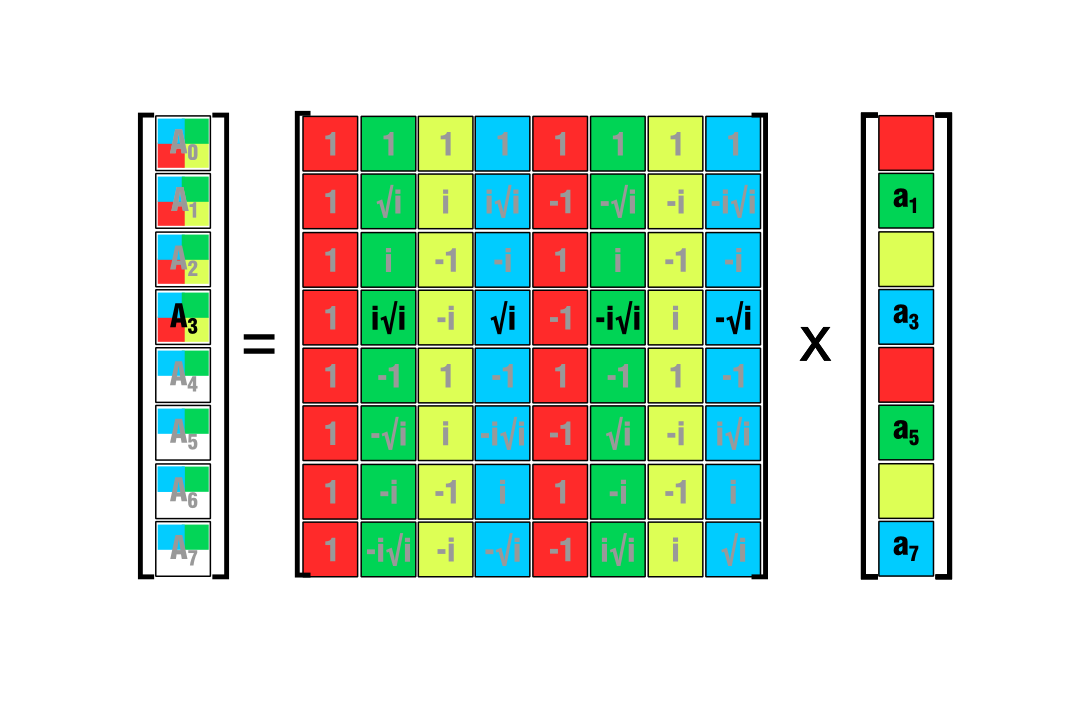 A0 1 1 1 1 1 1 1 1
A1 1 √i i i√i -1 -√i -i -i√i a1
A2 1 i -1 -i 1 i -1 -i
A3 = 1 i√i -i √i -1 -i√i i -√i x a3
A4 1 -1 1 -1 1 -1 1 -1
A5 1 -√i i -i√i -1 √i -i i√i a5
A6 1 -i -1 i 1 -i -1 i
A7 1 -i√i -i -√i -1 i√i i √i a7